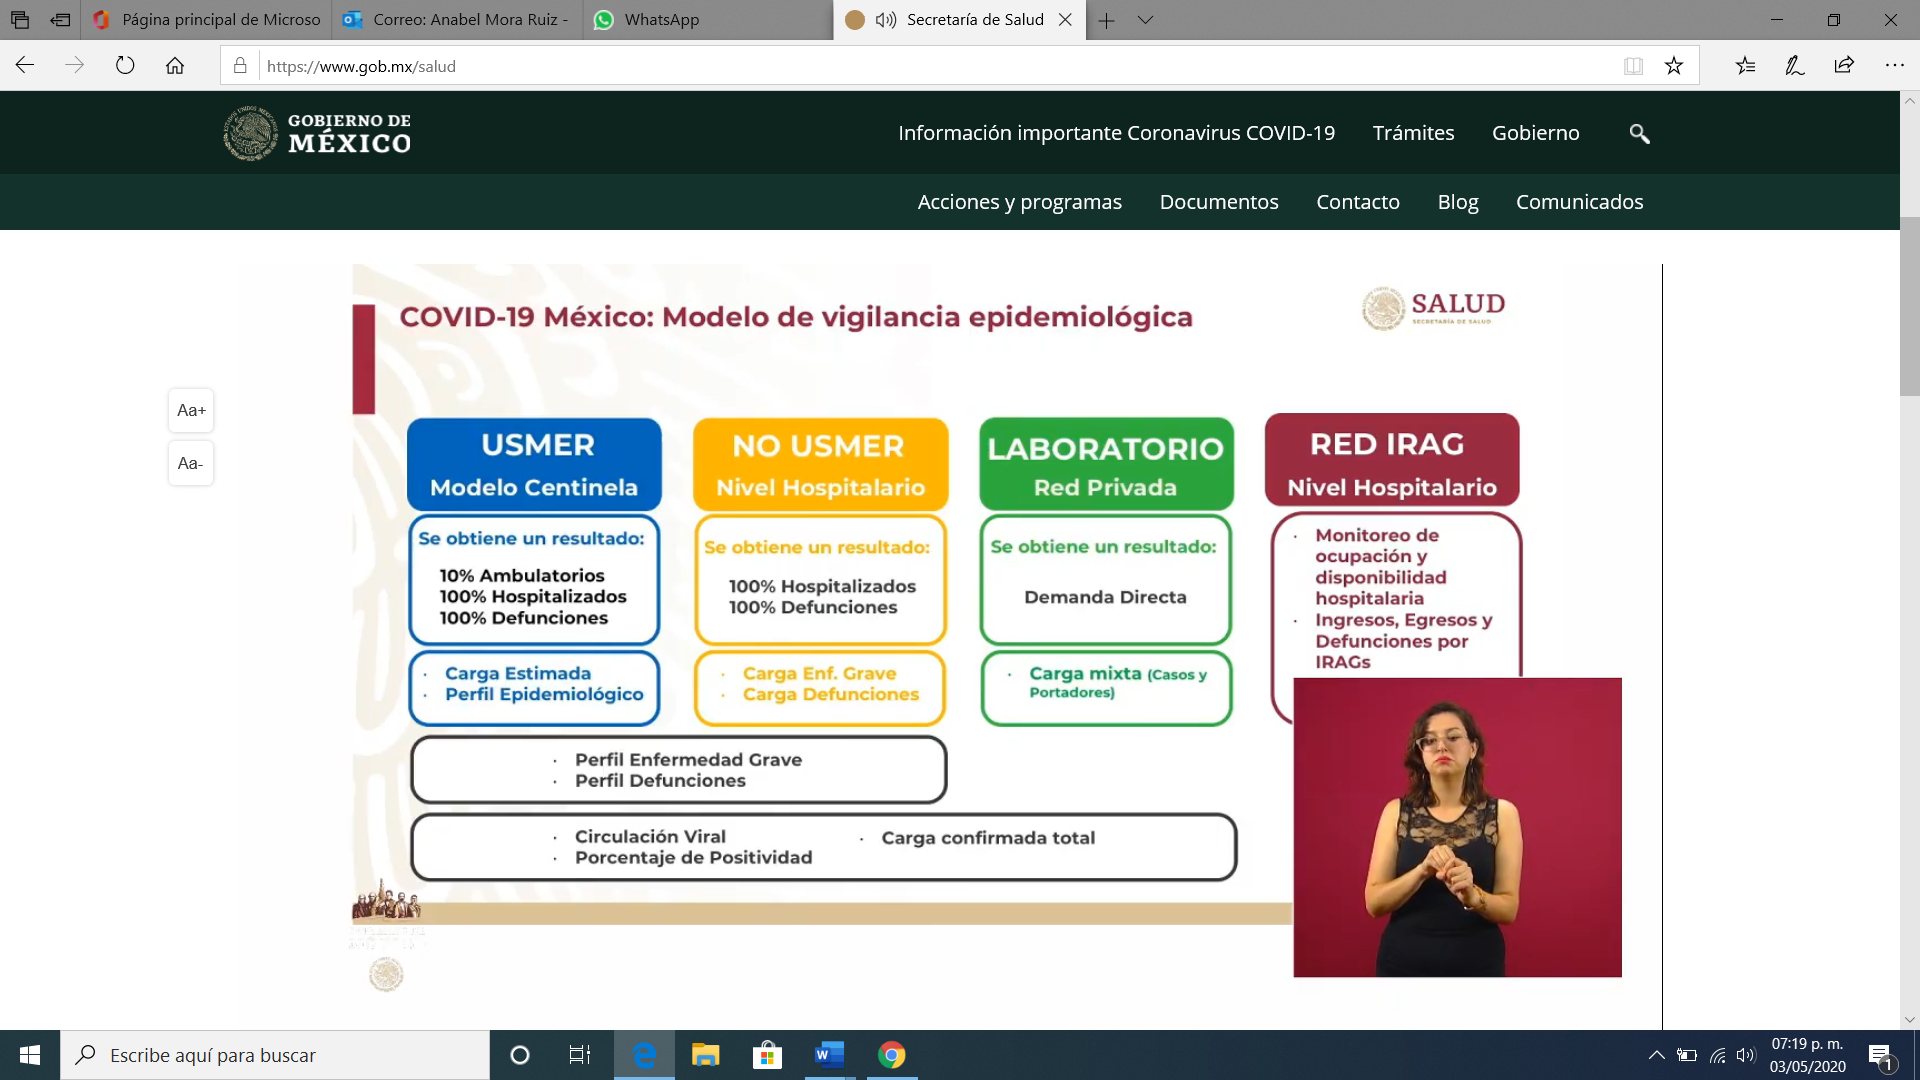 Página principal de Microso
Correo: Anabel Mora Ruiz -
WhatsApp
Secretaría de Salud
https://www.gob.mx/salud
GOBIERNO DE
MÉXICO
Información importante Coronavirus COVID-19
Trámites
Gobierno
Acciones y programas
Documentos
Contacto
Blog
Comunicados
Aa+
Aa-
COVID-19 México: Modelo de vigilancia epidemiológica
SALUD
SECRETARÍA DE SALUD
USMER
Modelo Centinela
Se obtiene un resultado:
10% Ambulatorios
100% Hospitalizados
100% Defunciones
· Carga Estimada
· Perfil Epidemiológico
NO USMER
Nivel Hospitalario
Se obtiene un resultado:
100% Hospitalizados
100% Defunciones
· Carga Enf. Grave
· Carga Defunciones
LABORATORIO
Red Privada
Se obtiene un resultado:
Demanda Directa
· Carga mixta (Casos y
Portadores)
RED IRAG
Nivel Hospitalario
· Monitoreo de
ocupación y
disponibilidad
hospitalaria
· Ingresos, Egresos y
Defunciones por
IRAGs
· Perfil Enfermedad Grave
· Perfil Defunciones
· Circulación Viral
· Porcentaje de Positividad
· Carga confirmada total
Escribe aquí para buscar
07:19 p. m.
03/05/2020
1